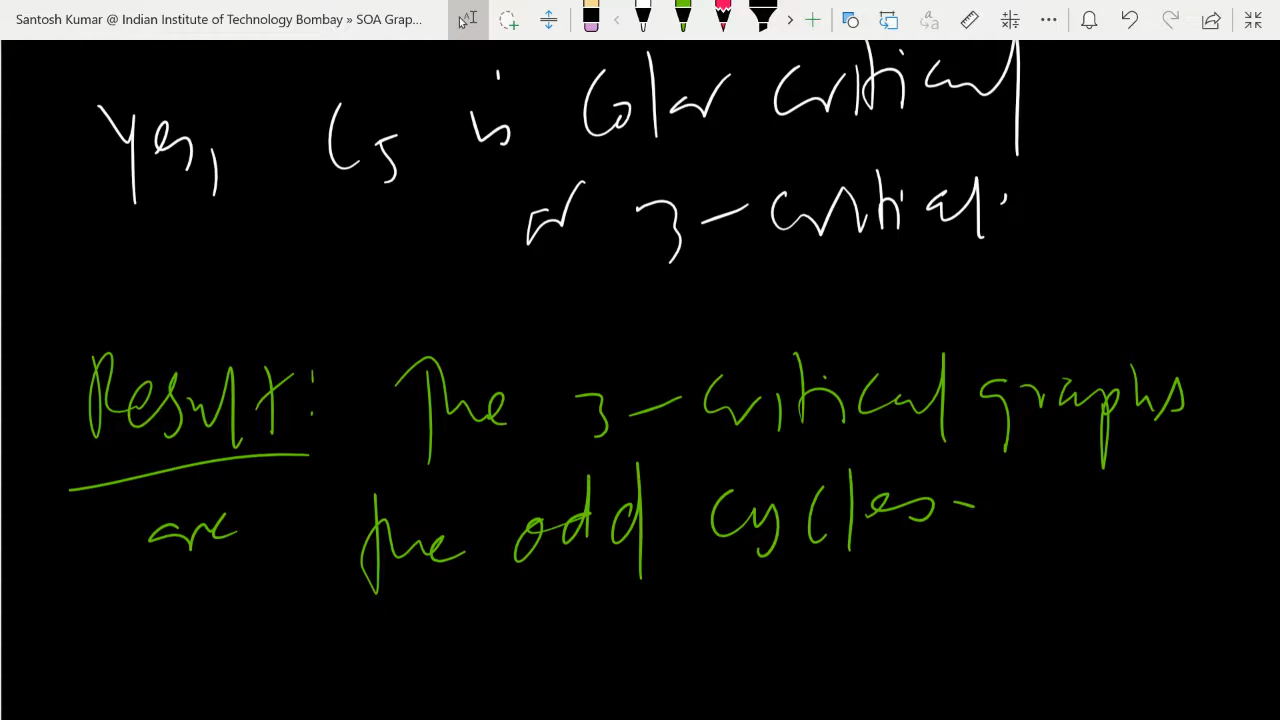 Santosh Kumar @ Indian Institute of Technology Bombay » SOA Grap...
Yes, C5 is Color critical
or 3-critical.
Result: The 3-critical graphs
are the odd cycles-